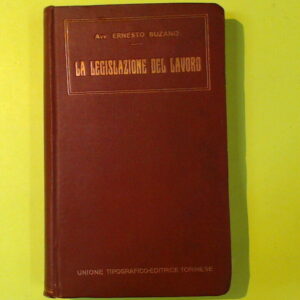 Avv. ERNESTO BUZANO
LA LEGISLAZIONE DEL LAVORO
UNIONE TIPOGRAFICO-EDITRICE TORINESE